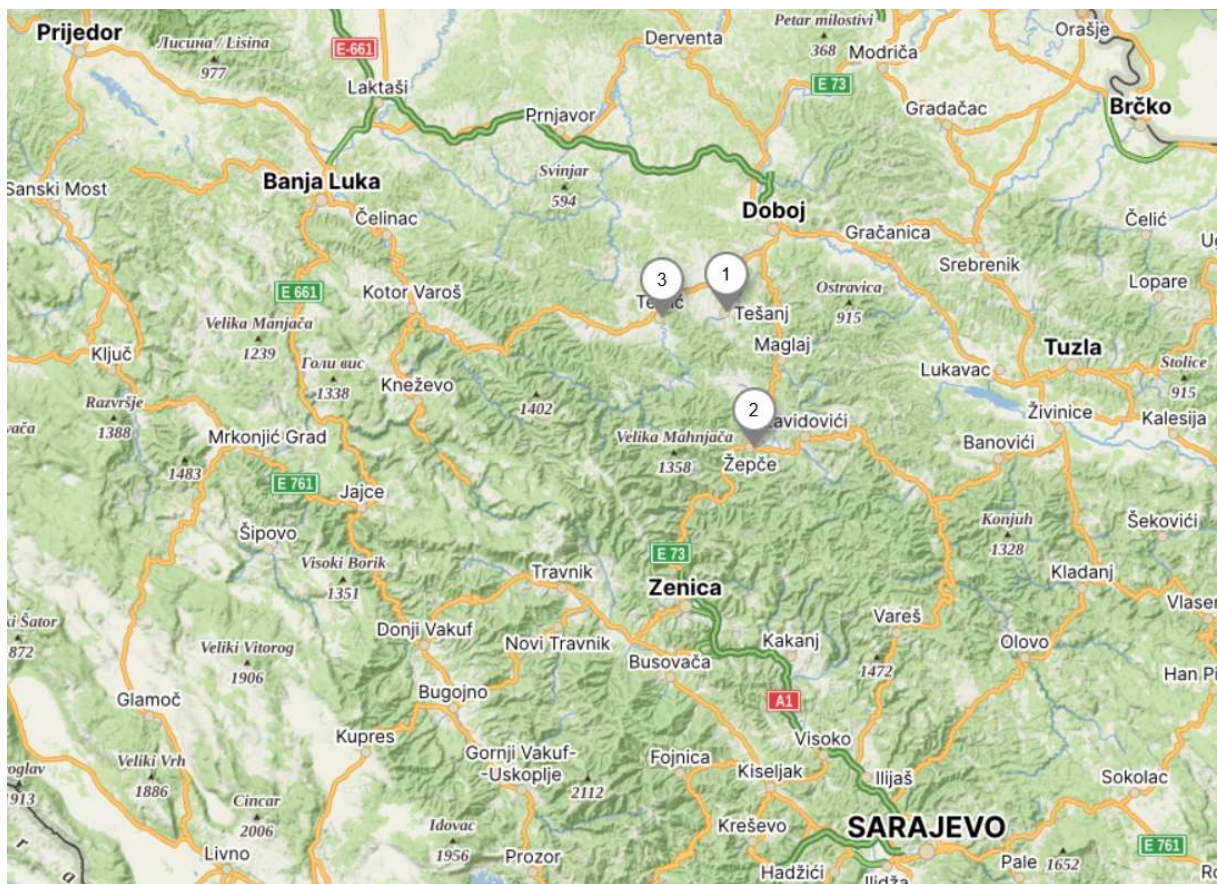 Prijedor
Лисина // Lisina
977
E-661
Laktaši
Derventa
Petar milostivi
368
Modriča
Orašje
E 73
Gradačac
Brčko
Prnjavor
Sanski Most
Banja Luka
Svinjar
594
Čelinac
Doboj
Gračanica
Čelić
Srebrenik
Lopare
E 661
Kotor Varoš
3
1
Tešanj
Ostravica
915
Velika Manjača
1239
Ključ
Голи вис
1338
Kneževo
Maglaj
Lukavac
Tuzla
Stolice
915
Razvršje
1388
1402
2
Mrkonjić Grad
Velika Mahnjača
1358
Žepče
Živinice
Kalesija
Banovići
1483
E 761
Jajce
Šipovo
Visoki Borik
1351
Konjuh
1328
Šekovići
E 73
Travnik
Zenica
Kladanj
Donji Vakuf
Novi Travnik
Vareš
Olovo
Kakanj
Busovača
1472
Veliki Vitorog
1906
Glamoč
Bugojno
A1
Kupres
Visoko
Gornji Vakuf-
-Uskoplje
Fojnica
Kiseljak
Ilijaš
Sokolac
Veliki Vrh
1886
2112
1913
Cincar
2006
Idovac
1956
Kreševo
SARAJEVO
E 761
Livno
Prozor
Hadžići
Ilidža
Pale
1652